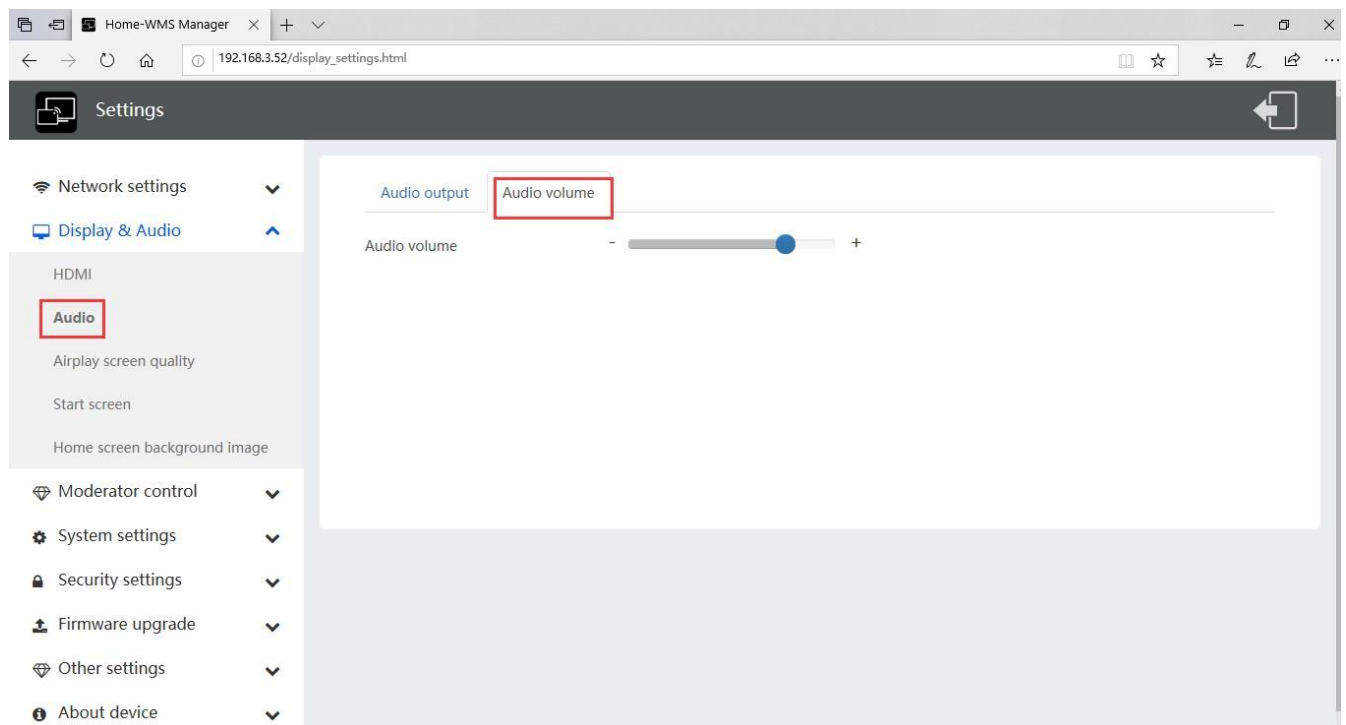 Home-WMS Manager
192.168.3.52/display_settings.html
Settings
Network settings
Display & Audio
HDMI
Audio
Airplay screen quality
Start screen
Home screen background image
Moderator control
System settings
Security settings
Firmware upgrade
Other settings
About device
Audio output
Audio volume
Audio volume
- +